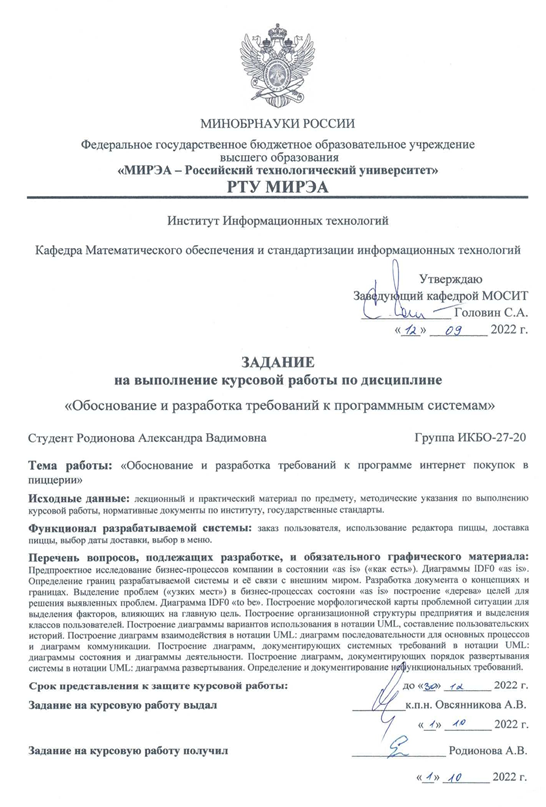 МИНОБРНАУКИ РОССИИ
Федеральное государственное бюджетное образовательное учреждение
высшего образования
«МИРЭА – Российский технологический университет»
РТУ МИРЭА
Институт Информационных технологий
Кафедра Математического обеспечения и стандартизации информационных технологий
Утверждаю
Заведующий кафедрой МОСИТ
Головин С.А.
«12» 09 2022 г.
ЗАДАНИЕ
на выполнение курсовой работы по дисциплине
«Обоснование и разработка требований к программным системам»
Студент Родионова Александра Вадимовна Группа ИКБО-27-20
Тема работы: «Обоснование и разработка требований к программе интернет покупок в
пиццерии»
Исходные данные: лекционный и практический материал по предмету, методические указания по выполнению
курсовой работы, нормативные документы по институту, государственные стандарты.
Функционал разрабатываемой системы: заказ пользователя, использование редактора пиццы, доставка
пиццы, выбор даты доставки, выбор в меню.
Перечень вопросов, подлежащих разработке, и обязательного графического материала:
Предпроектное исследование бизнес-процессов компании в состоянии «as is» («как есть»). Диаграммы IDF0 «as is».
Определение границ разрабатываемой системы и её связи с внешним миром. Разработка документа о концепциях и
границах. Выделение проблем («узких мест») в бизнес-процессах состояни «as is» построение «дерева» целей для
решения выявленных проблем. Диаграмма IDF0 «to be». Построение морфологической карты проблемной ситуации для
выделения факторов, влияющих на главную цель. Построение организационной структуры предприятия и выделения
классов пользователей. Построение диаграммы вариантов использования в нотации UML, составление пользовательских
историй. Построение диаграмм взаимодействия в нотации UML: диаграмм последовательности для основных процессов
и диаграмм коммуникации. Построение диаграмм, документирующих системных требований в нотации UML:
диаграммы состояния и диаграммы деятельности. Построение диаграмм, документирующих порядок развертывания
системы в нотации UML: диаграмма развертывания. Определение и документирование нефункциональных требований.
Срок представления к защите курсовой работы: до «30» 12 2022 г.
Задание на курсовую работу выдал к.п.н. Овсянникова А.В.
«1» 10 2022 г.
Задание на курсовую работу получил Родионова А.В.
«1» 10 2022 г.